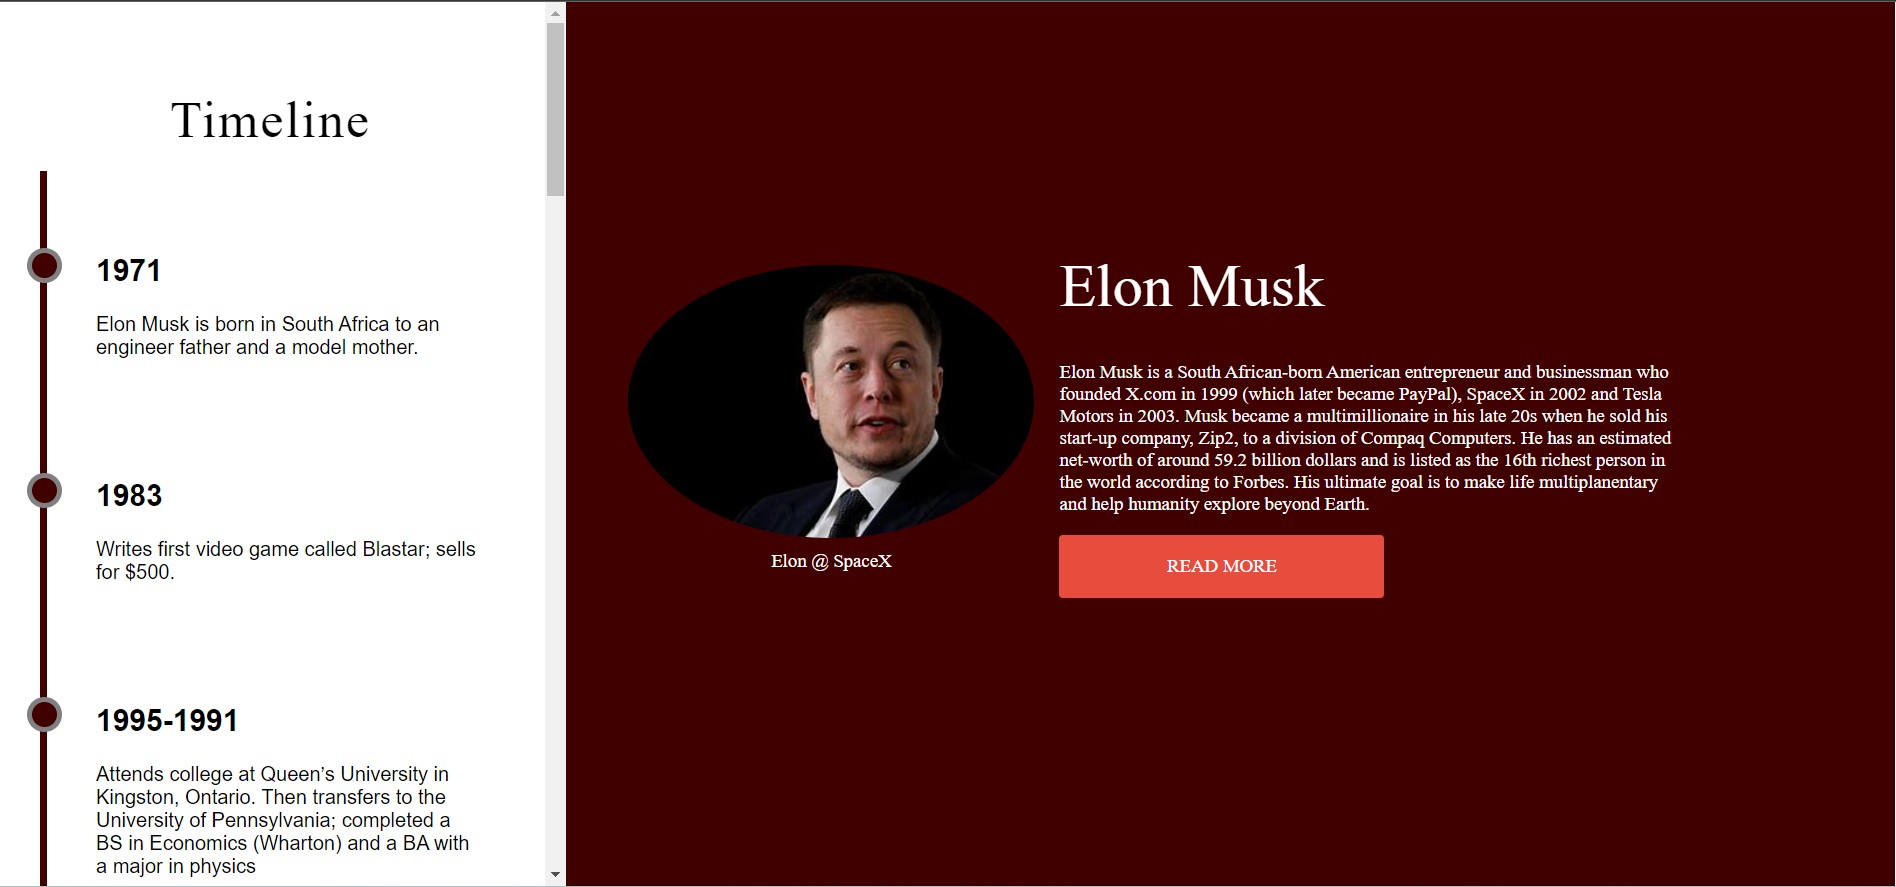 Timeline
1971
Elon Musk is born in South Africa to an
engineer father and a model mother.
1983
Writes first video game called Blastar; sells
for $500.
1995-1991
Attends college at Queen’s University in
Kingston, Ontario. Then transfers to the
University of Pennsylvania; completed a
BS in Economics (Wharton) and a BA with
a major in physics
Elon @ SpaceX
Elon Musk
Elon Musk is a South African-born American entrepreneur and businessman who
founded X.com in 1999 (which later became PayPal), SpaceX in 2002 and Tesla
Motors in 2003. Musk became a multimillionaire in his late 20s when he sold his
start-up company, Zip2, to a division of Compaq Computers. He has an estimated
net-worth of around 59.2 billion dollars and is listed as the 16th richest person in
the world according to Forbes. His ultimate goal is to make life multiplanentary
and help humanity explore beyond Earth.
READ MORE